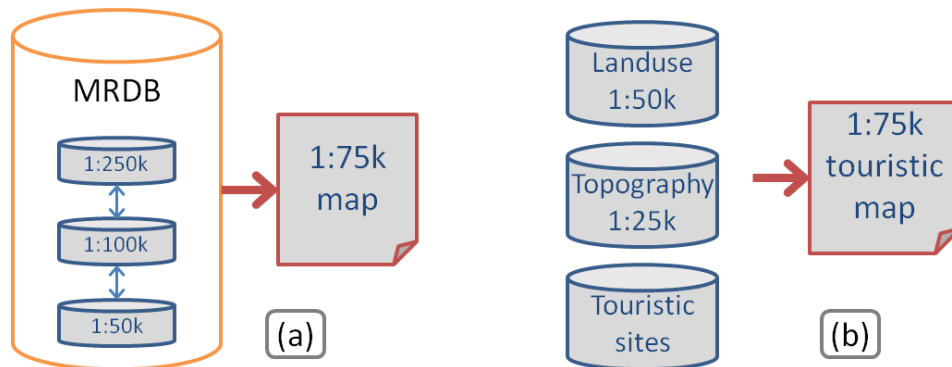 MRDB
1:250k
1:100k
1:50k
1:75k
map
(a)
Landuse
1:50k
Topography
1:25k
Touristic
sites
1:75k
touristic
map
(b)